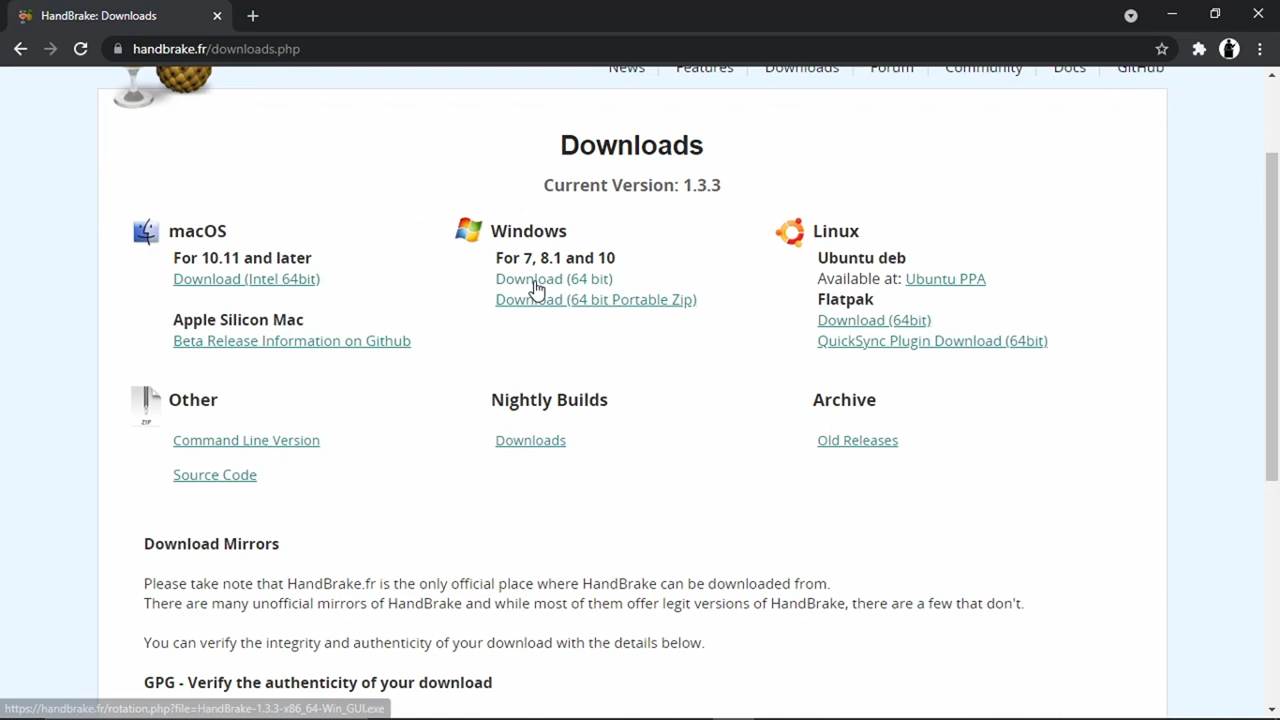 HandBrake: Downloads
handbrake.fr/downloads.php
News Features Downloads Forum Community Docs GitHub
Downloads
Current Version: 1.3.3
macOS
For 10.11 and later
Download (Intel 64bit)
Apple Silicon Mac
Beta Release Information on Github
Windows
For 7, 8.1 and 10
Download (64 bit)
Download (64 bit Portable Zip)
Linux
Ubuntu deb
Available at: Ubuntu PPA
Flatpak
Download (64bit)
QuickSync Plugin Download (64bit)
ZIP
Other
Command Line Version
Source Code
Nightly Builds
Downloads
Archive
Old Releases
Download Mirrors
Please take note that HandBrake.fr is the only official place where HandBrake can be downloaded from.
There are many unofficial mirrors of HandBrake and while most of them offer legit versions of HandBrake, there are a few that don't.
You can verify the integrity and authenticity of your download with the details below.
GPG - Verify the authenticity of your download
https://handbrake.fr/rotation.php?file=HandBrake-1.3.3-x86_64-Win_GUI.exe